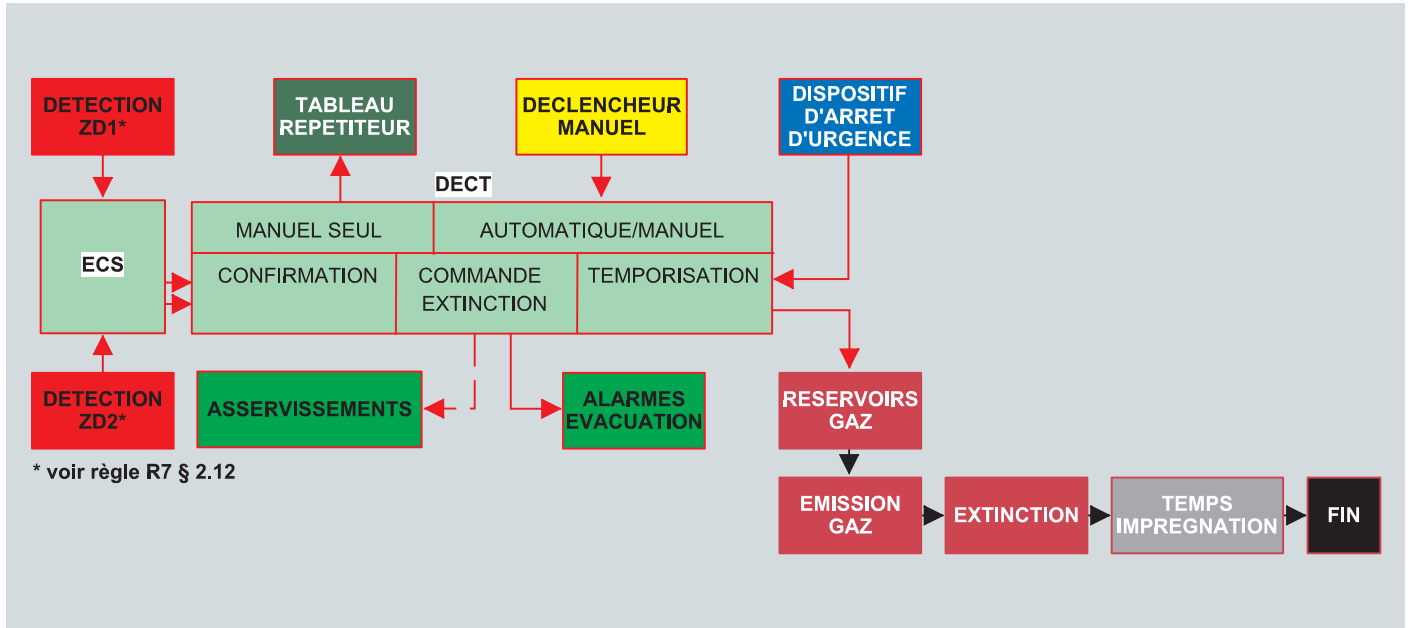 DETECTION
ZD1*
TABLEAU
REPETITEUR
DECLENCHEUR
MANUEL
DISPOSITIF
D'ARRET
D'URGENCE
DECT
ECS
MANUEL SEUL
AUTOMATIQUE/MANUEL
CONFIRMATION
COMMANDE
EXTINCTION
TEMPORISATION
DETECTION
ZD2*
ASSERVISSEMENTS
ALARMES
EVACUATION
RESERVOIRS
GAZ
* voir règle R7 § 2.12
EMISSION
GAZ
EXTINCTION
TEMPS
IMPREGNATION
FIN